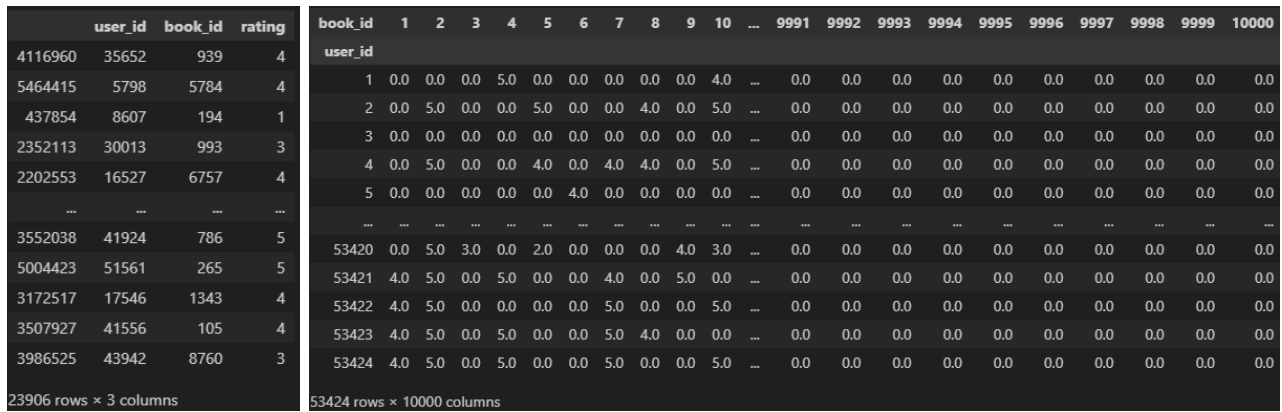 user_id book_id rating
4116960 35652 939 4
5464415 5798 5784 4
437854 8607 194 1
2352113 30013 993 3
2202553 16527 6757 4
... ... ... ...
3552038 41924 786 5
5004423 51561 265 5
3172517 17546 1343 4
3507927 41556 105 4
3986525 43942 8760 3
23906 rows × 3 columns
book_id 1 2 3 4 5 6 7 8 9 10 ... 9991 9992 9993 9994 9995 9996 9997 9998 9999 10000
user_id
1 0.0 0.0 0.0 5.0 0.0 0.0 0.0 0.0 0.0 4.0 ... 0.0 0.0 0.0 0.0 0.0 0.0 0.0 0.0 0.0 0.0
2 0.0 5.0 0.0 0.0 5.0 0.0 0.0 4.0 0.0 5.0 ... 0.0 0.0 0.0 0.0 0.0 0.0 0.0 0.0 0.0 0.0
3 0.0 0.0 0.0 0.0 0.0 0.0 0.0 0.0 0.0 0.0 ... 0.0 0.0 0.0 0.0 0.0 0.0 0.0 0.0 0.0 0.0
4 0.0 5.0 0.0 0.0 4.0 0.0 4.0 4.0 0.0 5.0 ... 0.0 0.0 0.0 0.0 0.0 0.0 0.0 0.0 0.0 0.0
5 0.0 0.0 0.0 0.0 0.0 4.0 0.0 0.0 0.0 0.0 ... 0.0 0.0 0.0 0.0 0.0 0.0 0.0 0.0 0.0 0.0
... ... ... ... ... ... ... ... ... ... ... ... ... ... ... ... ... ... ... ... ... ...
53420 0.0 5.0 3.0 0.0 2.0 0.0 0.0 0.0 4.0 3.0 ... 0.0 0.0 0.0 0.0 0.0 0.0 0.0 0.0 0.0 0.0
53421 4.0 5.0 0.0 5.0 0.0 0.0 4.0 0.0 5.0 0.0 ... 0.0 0.0 0.0 0.0 0.0 0.0 0.0 0.0 0.0 0.0
53422 4.0 5.0 0.0 0.0 0.0 0.0 5.0 0.0 0.0 5.0 ... 0.0 0.0 0.0 0.0 0.0 0.0 0.0 0.0 0.0 0.0
53423 4.0 5.0 0.0 5.0 0.0 0.0 5.0 4.0 0.0 0.0 ... 0.0 0.0 0.0 0.0 0.0 0.0 0.0 0.0 0.0 0.0
53424 4.0 5.0 0.0 5.0 0.0 0.0 5.0 0.0 0.0 5.0 ... 0.0 0.0 0.0 0.0 0.0 0.0 0.0 0.0 0.0 0.0
53424 rows × 10000 columns